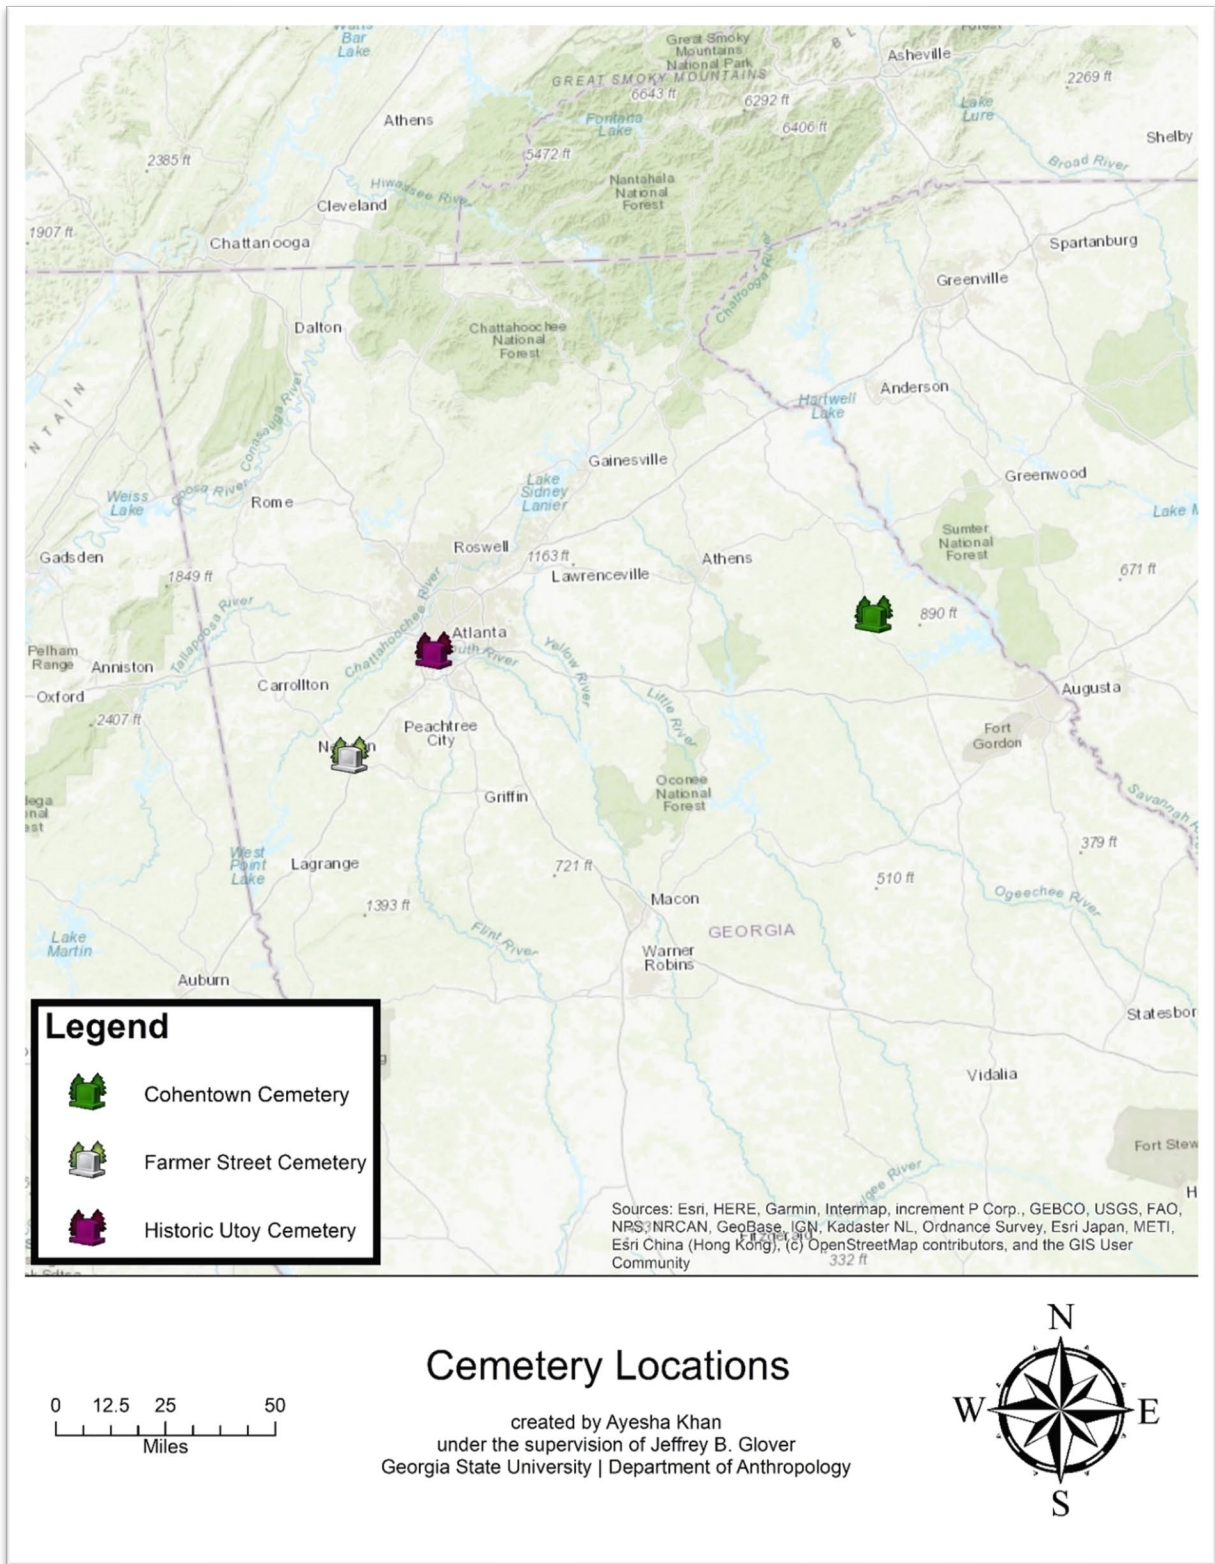 Watts
Bar
Lake
Great Smoky
Mountains
National Park
GREAT SMOKY MOUNTAINS
B L
Asheville
Forest
6643 ft
6292 ft
2269 ft
Athens
Fontana
Lake
6406 ft
Lake
Lure
Shelby
2385 ft
5472 ft
Broad River
Hiwassee River
Nantahala
National
Forest
Cleveland
1907 ft
Chattanooga
Spartanburg
Chattooga River
Greenville
Dalton
Chattahoochee
National
Forest
NTAIN
Conasauga River
Hartwell
Lake
Anderson
Gainesville
Greenwood
Weiss
Lake
Coosa River
Rome
Lake
Sidney
Lanier
Lake M
Gadsden
Roswell
1163 ft
Athens
Sumter
National
Forest
1849 ft
Lawrenceville
671 ft
Tallapoosa River
Chattahoochee River
890 ft
Atlanta
outh River
Yellow River
Pelham
Range
Anniston
Oxford
Carrollton
Little River
Augusta
2407 ft
Peachtree
City
Fort
Gordon
N n
Oconee
National
Forest
Griffin
Savannah R
ega
nal
est
West
Point
Lake
Lagrange
721 ft
510 ft
379 ft
1393 ft
Macon
Ogeechee River
Lake
Martin
Flint River
GEORGIA
Warner
Robins
Auburn
Statesbor
Vidalia
g
Fort Stew
H
ulgee River
Fitzgerald
332 ft
Legend
Cohentown Cemetery
Farmer Street Cemetery
Historic Utoy Cemetery
Sources: Esri, HERE, Garmin, Intermap, increment P Corp., GEBCO, USGS, FAO,
NPS, NRCAN, GeoBase, IGN, Kadaster NL, Ordnance Survey, Esri Japan, METI,
Esri China (Hong Kong), (c) OpenStreetMap contributors, and the GIS User
Community
Cemetery Locations
created by Ayesha Khan
under the supervision of Jeffrey B. Glover
Georgia State University | Department of Anthropology
0 12.5 25 50
Miles
N
W E
S